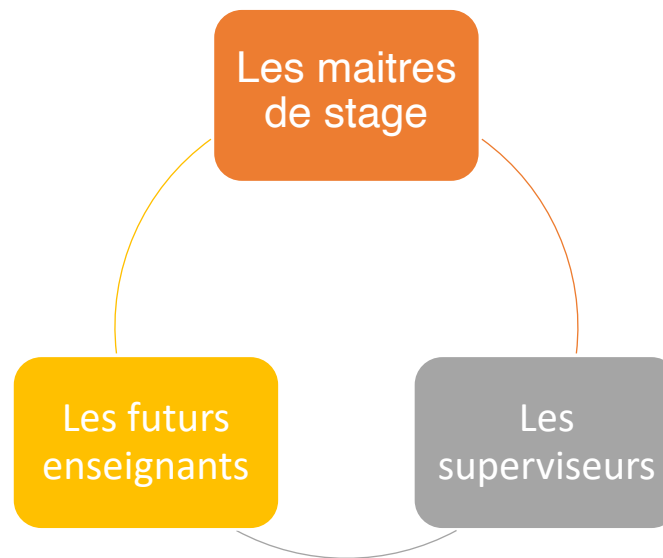 Les maitres
de stage
Les futurs
enseignants
Les
superviseurs